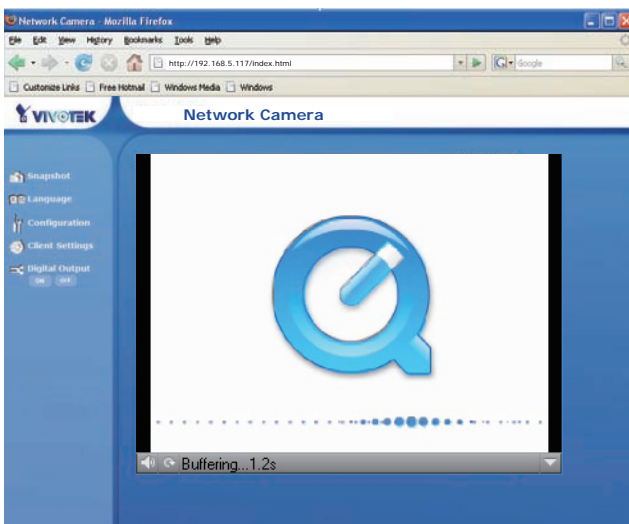 Network Camera - Mozilla Firefox
File Edit View History Bookmarks Tools Help
http://192.168.5.117/index.html
Google
Customize Links Free Hotmail Windows Media Windows
VIVOTEK
Network Camera
Snapshot
Language
Configuration
Client Settings
Digital Output
ON OFF
Buffering...1.2s